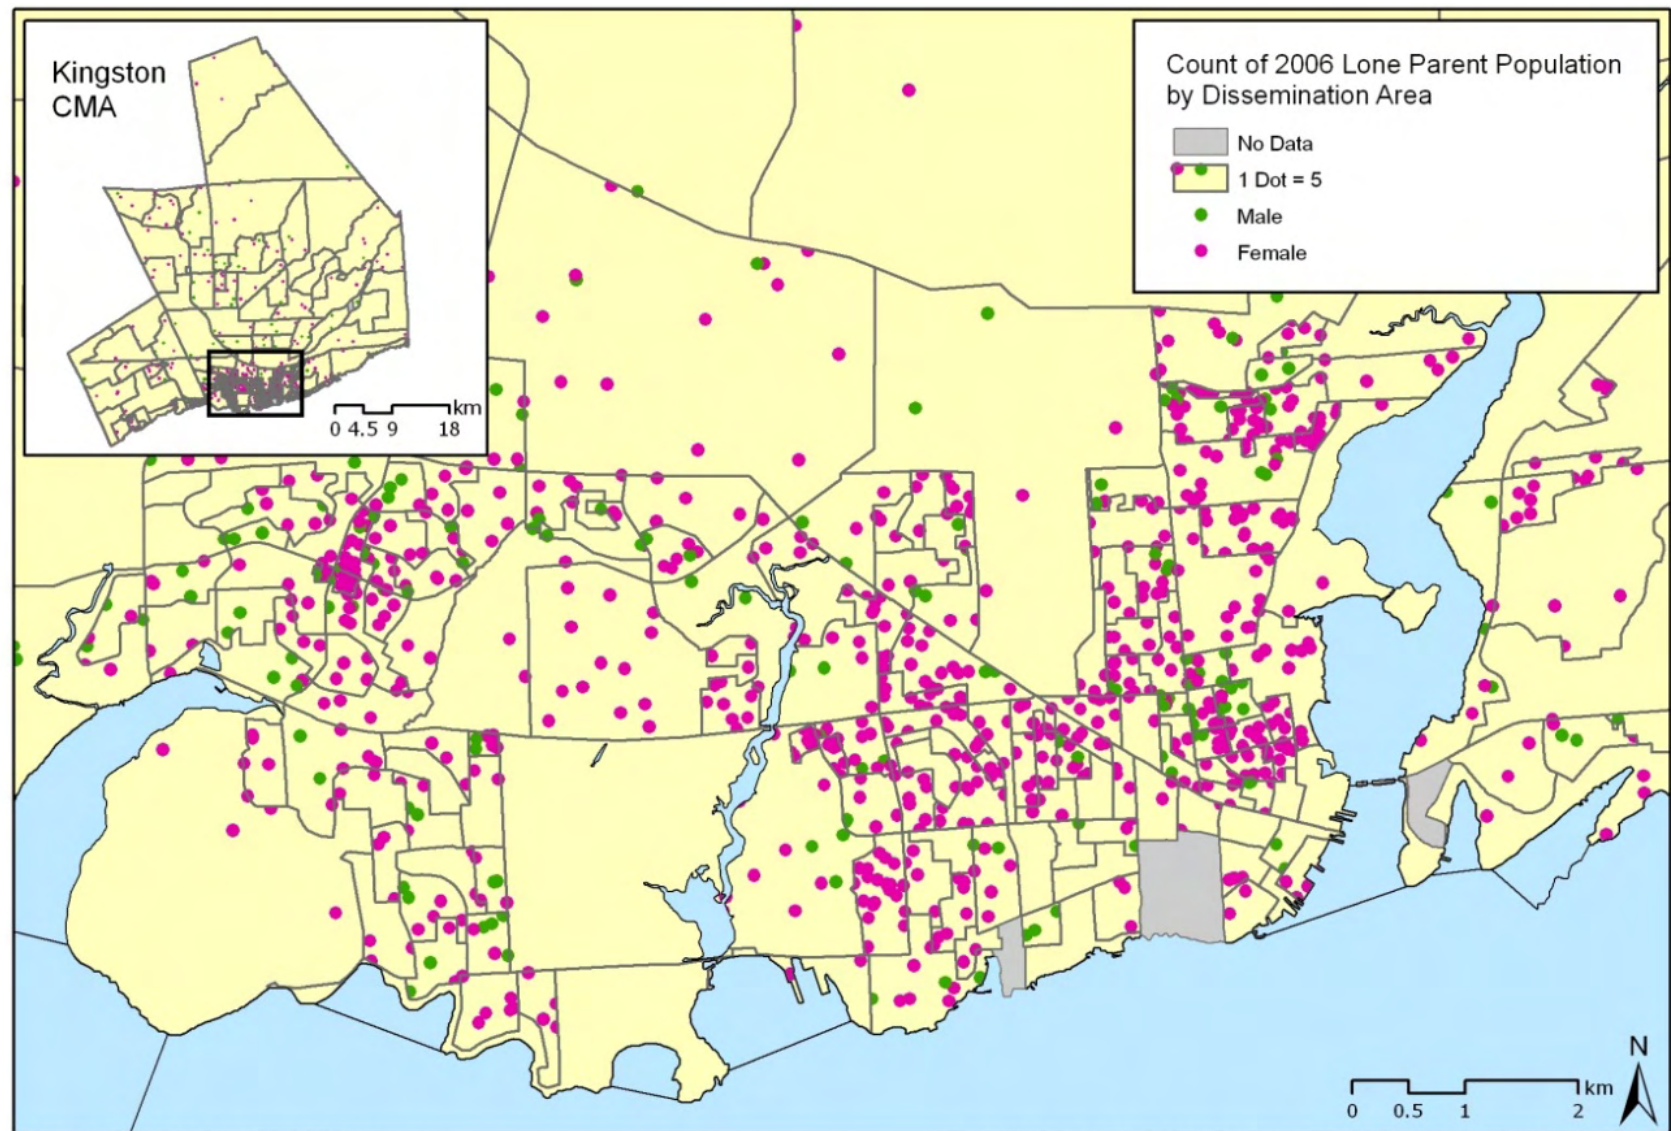 Kingston
CMA
km
0 4.5 9 18
Count of 2006 Lone Parent Population
by Dissemination Area
No Data
1 Dot = 5
Male
Female
N
km
0 0.5 1 2